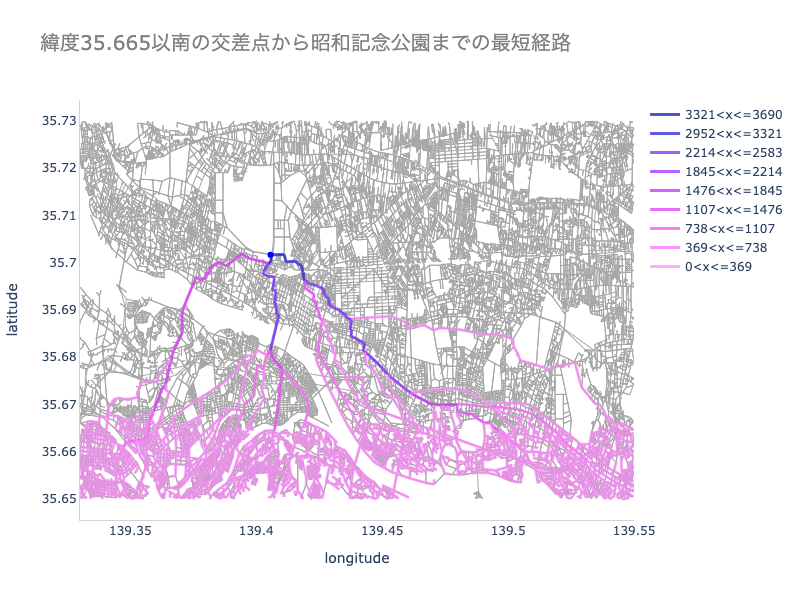 緯度35.665以南の交差点から昭和記念公園までの最短経路
3321<x<=3690
2952<x<=3321
2214<x<=2583
1845<x<=2214
1476<x<=1845
1107<x<=1476
738<x<=1107
369<x<=738
0<x<=369
35.73
35.72
35.71
35.7
35.69
35.68
35.67
35.66
35.65
latitude
139.35
139.4
139.45
139.5
139.55
longitude